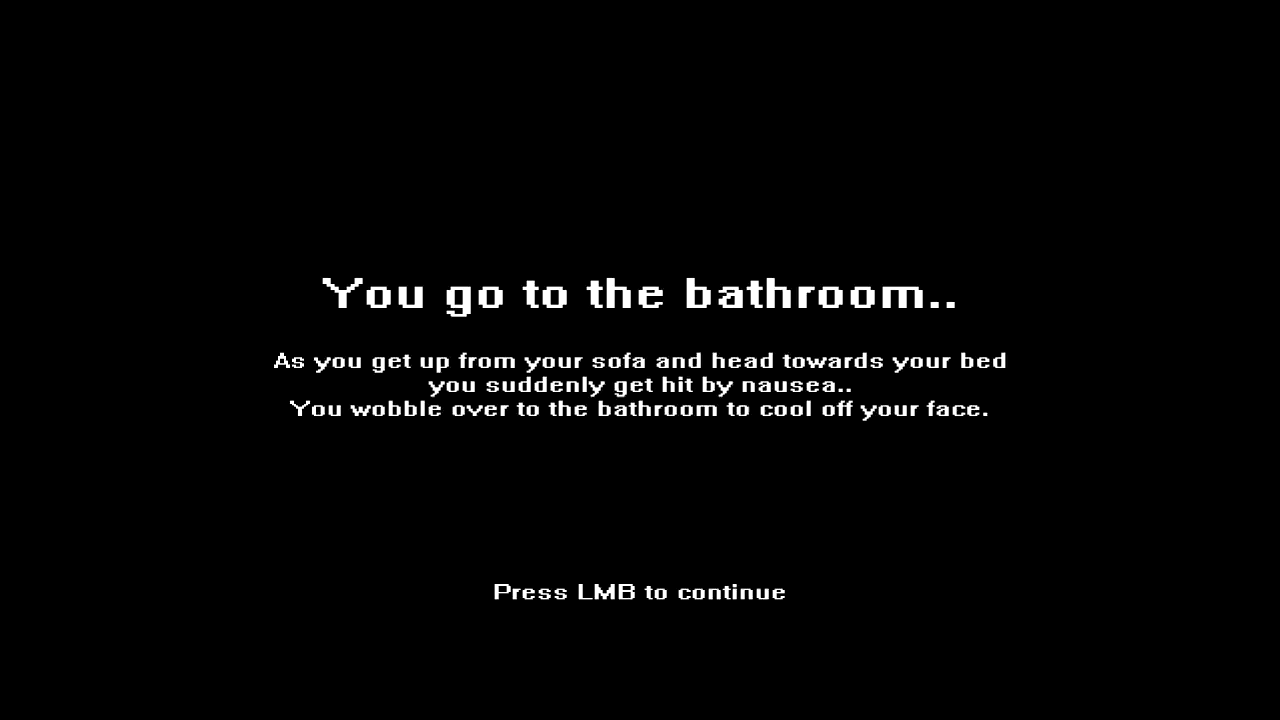 You go to the bathroom..
As you get up from your sofa and head towards your bed
you suddenly get hit by nausea..
You wobble over to the bathroom to cool off your face.
Press LMB to continue